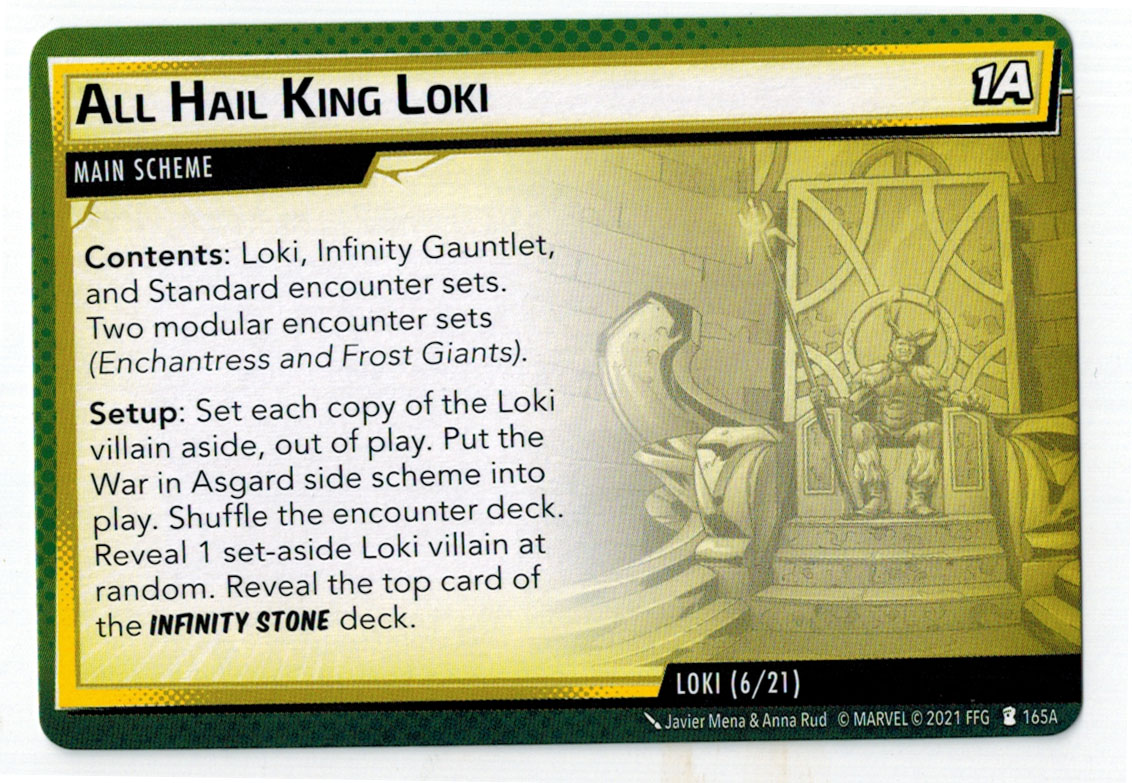 ALL HAIL KING LOKI
1A
MAIN SCHEME
Contents: Loki, Infinity Gauntlet,
and Standard encounter sets.
Two modular encounter sets
(Enchantress and Frost Giants).
Setup: Set each copy of the Loki
villain aside, out of play. Put the
War in Asgard side scheme into
play. Shuffle the encounter deck.
Reveal 1 set-aside Loki villain at
random. Reveal the top card of
the INFINITY STONE deck.
LOKI (6/21)
Javier Mena & Anna Rud © MARVEL © 2021 FFG 165A